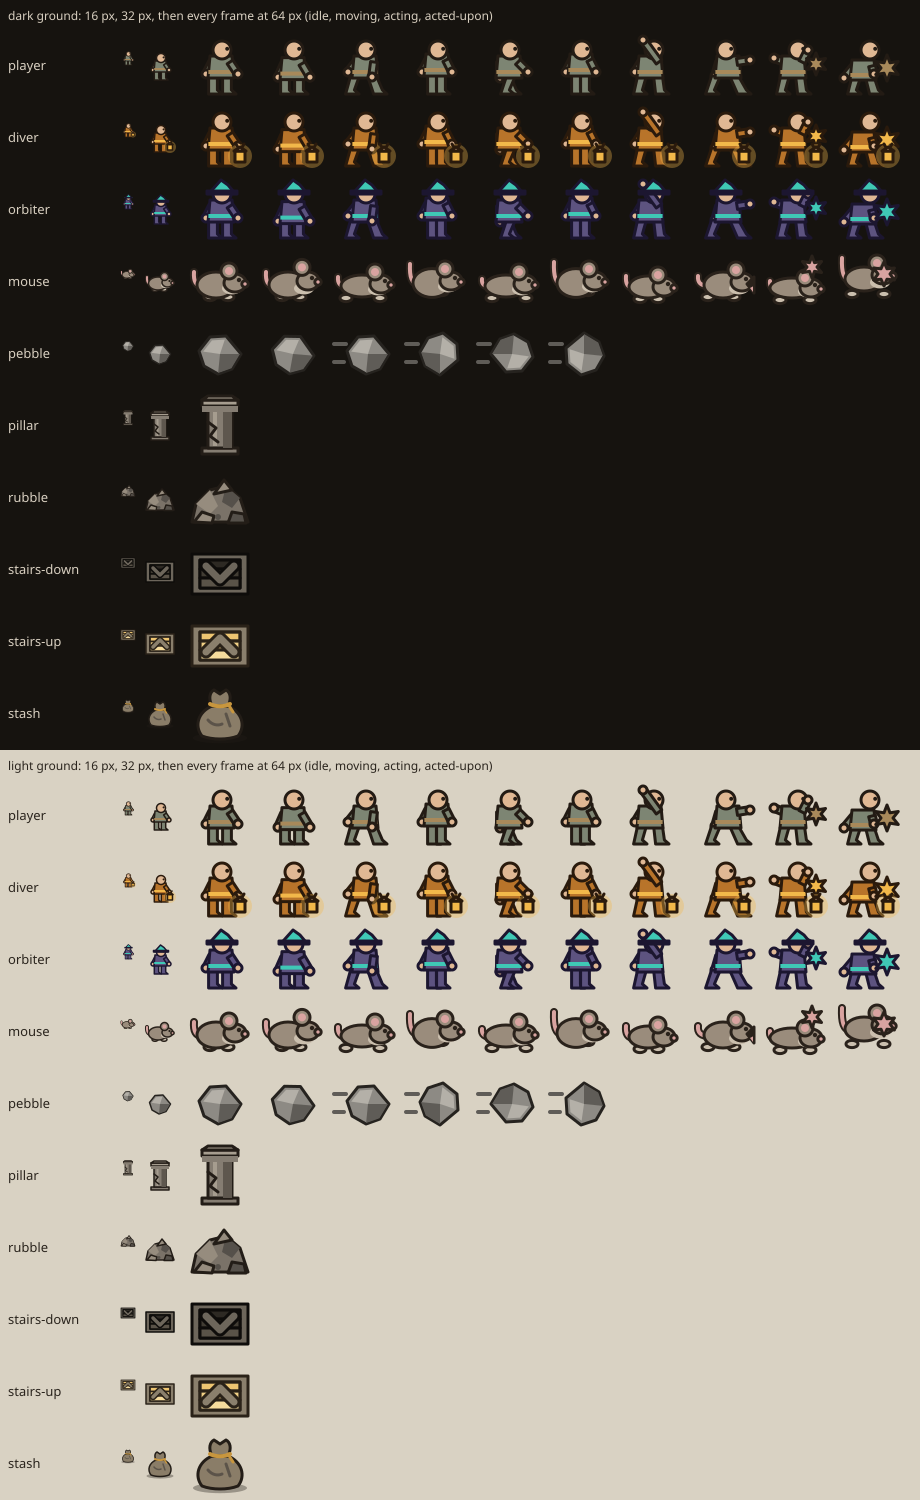 dark ground: 16 px, 32 px, then every frame at 64 px (idle, moving, acting, acted-upon)
player
diver
orbiter
mouse
pebble
pillar
rubble
stairs-down
stairs-up
stash
light ground: 16 px, 32 px, then every frame at 64 px (idle, moving, acting, acted-upon)
player
diver
orbiter
mouse
pebble
pillar
rubble
stairs-down
stairs-up
stash